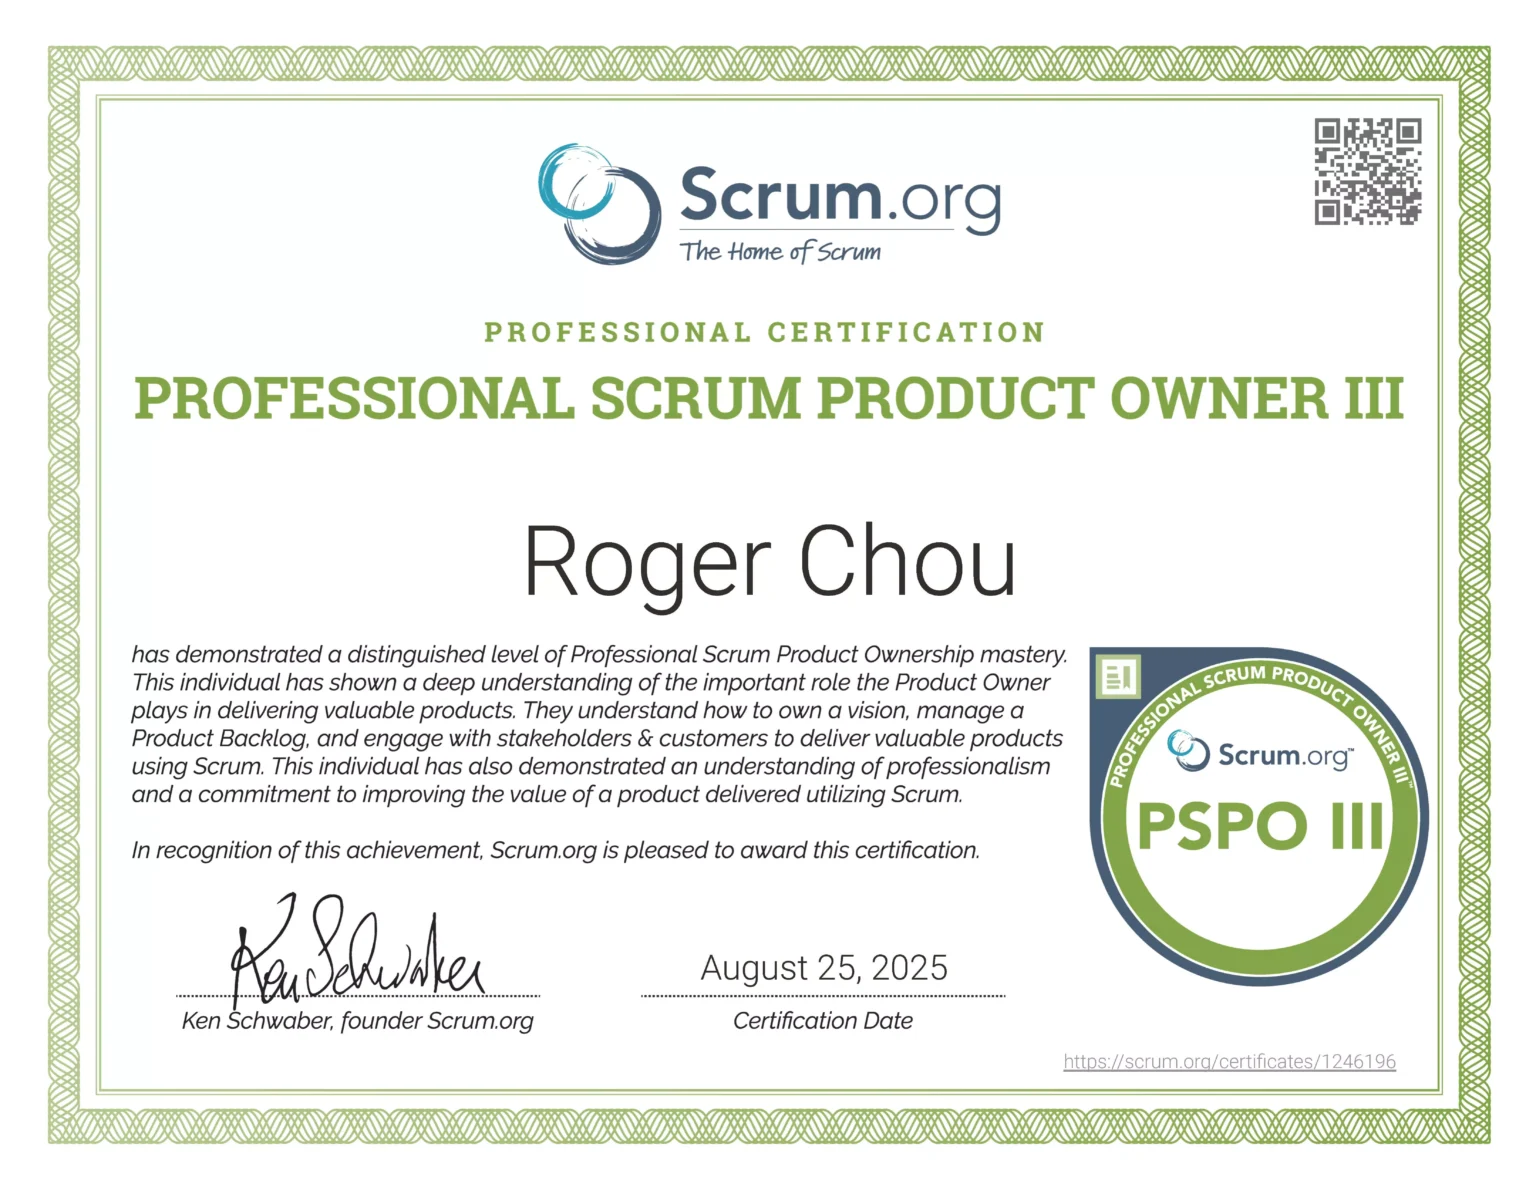 Scrum.org
The Home of Scrum
PROFESSIONAL CERTIFICATION
PROFESSIONAL SCRUM PRODUCT OWNER III
Roger Chou
has demonstrated a distinguished level of Professional Scrum Product Ownership mastery.
This individual has shown a deep understanding of the important role the Product Owner
plays in delivering valuable products. They understand how to own a vision, manage a
Product Backlog, and engage with stakeholders & customers to deliver valuable products
using Scrum. This individual has also demonstrated an understanding of professionalism
and a commitment to improving the value of a product delivered utilizing Scrum.
In recognition of this achievement, Scrum.org is pleased to award this certification.
PROFESSIONAL SCRUM PRODUCT OWNER III™
Scrum.org™
PSPO III
Ken Schwaber
Ken Schwaber, founder Scrum.org
August 25, 2025
Certification Date
https://scrum.org/certificates/1246196